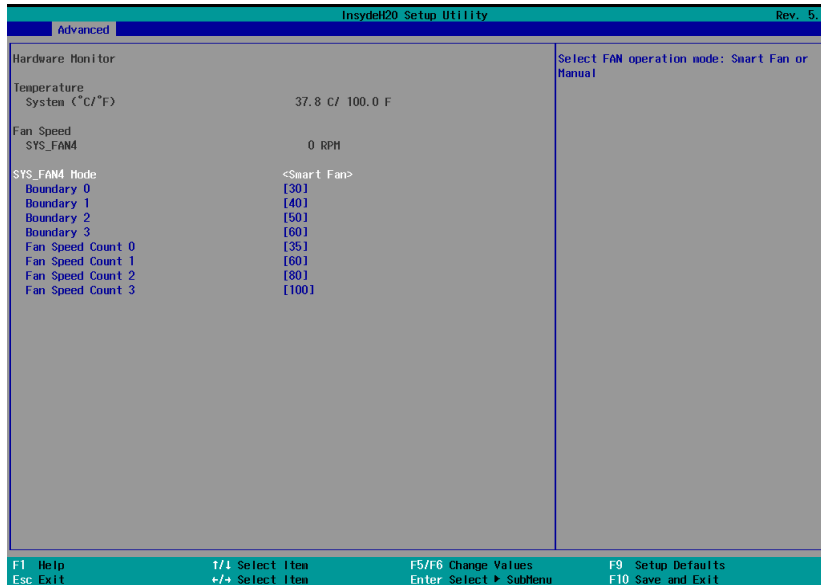 InsydeH20 Setup Utility Rev. 5.
Advanced
Hardware Monitor
Select FAN operation mode: Smart Fan or
Manual
Temperature
System (°C/°F) 37.8 C/ 100.0 F
Fan Speed
SYS_FAN4 0 RPM
SYS_FAN4 Mode <Smart Fan>
Boundary 0 [30]
Boundary 1 [40]
Boundary 2 [50]
Boundary 3 [60]
Fan Speed Count 0 [35]
Fan Speed Count 1 [60]
Fan Speed Count 2 [80]
Fan Speed Count 3 [100]
F1 Help ↑/↓ Select Item F5/F6 Change Values F9 Setup Defaults
Esc Exit ←/→ Select Item Enter Select ▶ SubMenu F10 Save and Exit